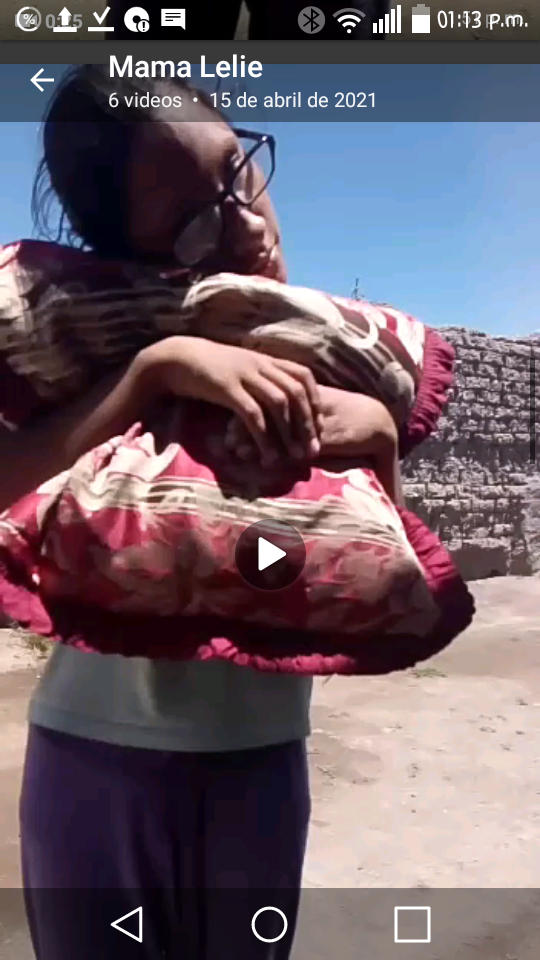 01:13 p.m.
Mama Lelie
6 videos • 15 de abril de 2021